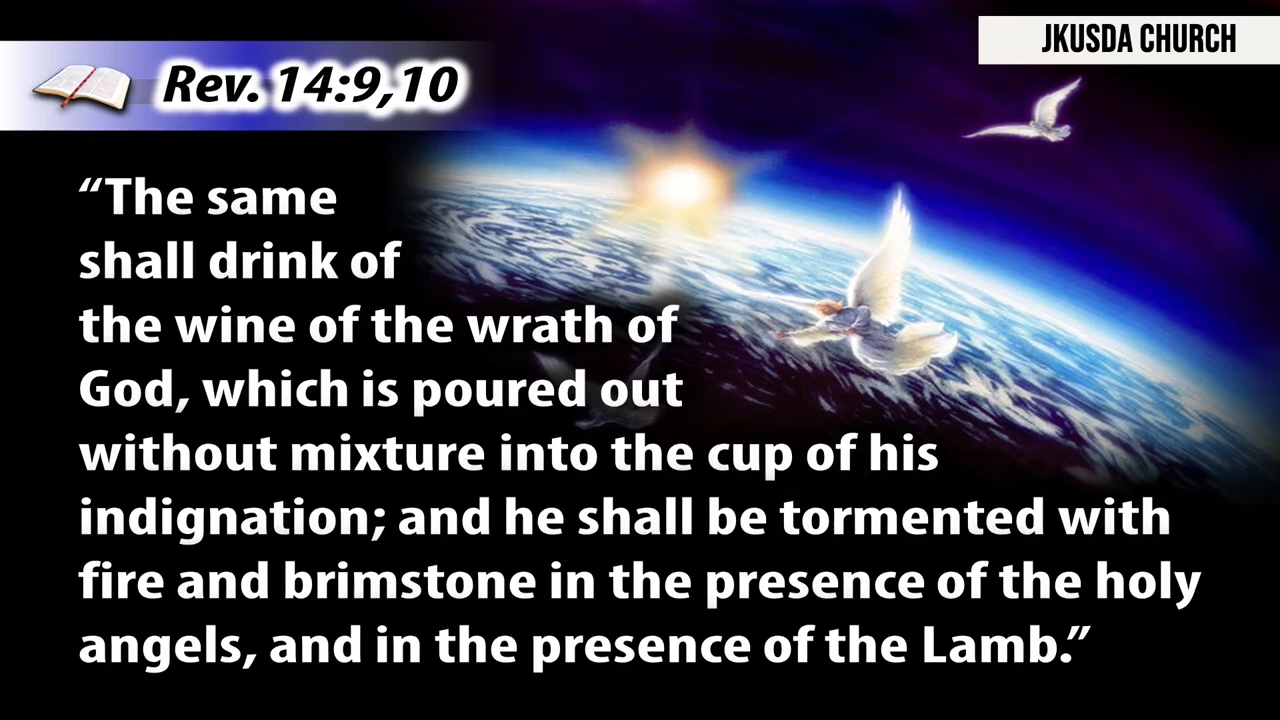 JKUSDA CHURCH
Rev. 14:9,10
“The same
shall drink of
the wine of the wrath of
God, which is poured out
without mixture into the cup of his
indignation; and he shall be tormented with
fire and brimstone in the presence of the holy
angels, and in the presence of the Lamb.”